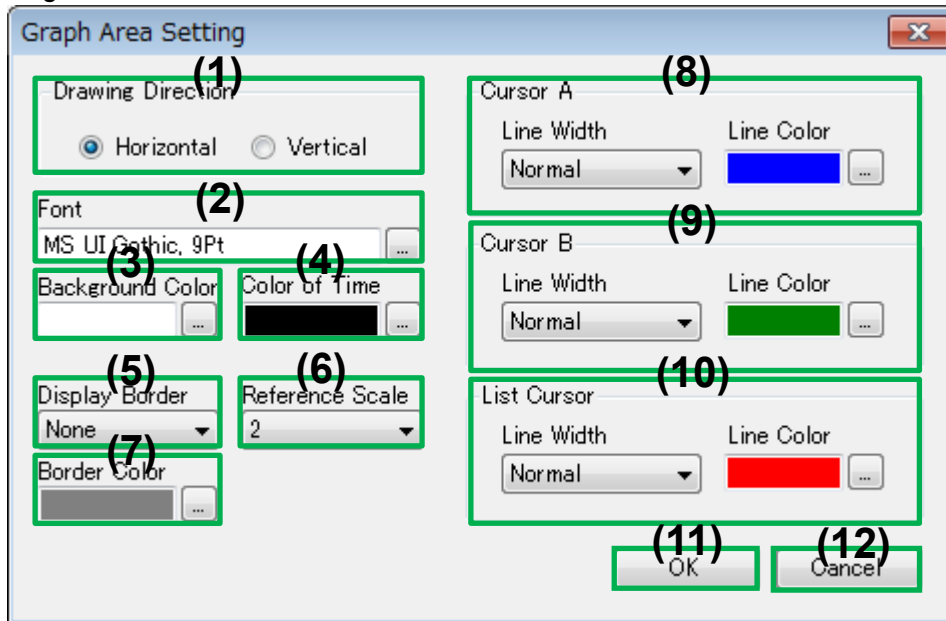 Graph Area Setting
(1)
Drawing Direction
Horizontal Vertical
(2)
Font
MS UI Gothic, 9Pt ...
(3) (4)
Background Color Color of Time
... ...
(5) (6)
Display Border Reference Scale
None 2
(7)
Border Color
...
(8)
Cursor A
Line Width Line Color
Normal ...
(9)
Cursor B
Line Width Line Color
Normal ...
(10)
List Cursor
Line Width Line Color
Normal ...
(11) (12)
OK Cancel